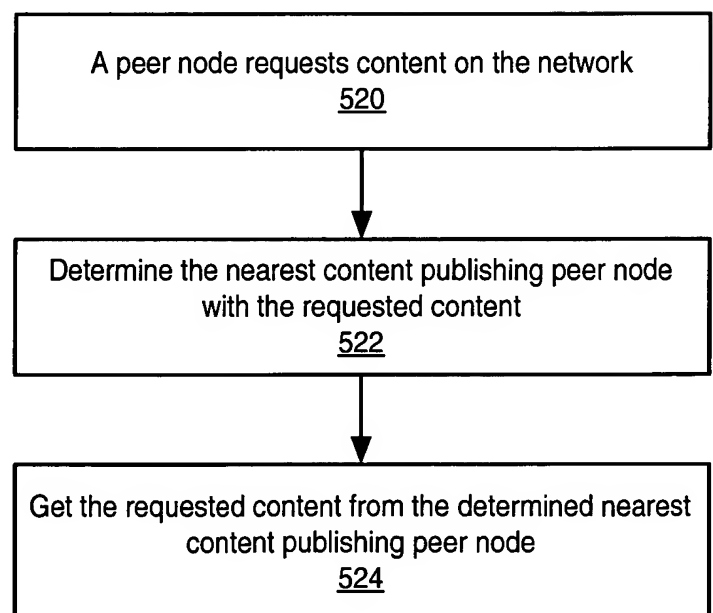 A peer node requests content on the network
520
Determine the nearest content publishing peer node
with the requested content
522
Get the requested content from the determined nearest
content publishing peer node
524